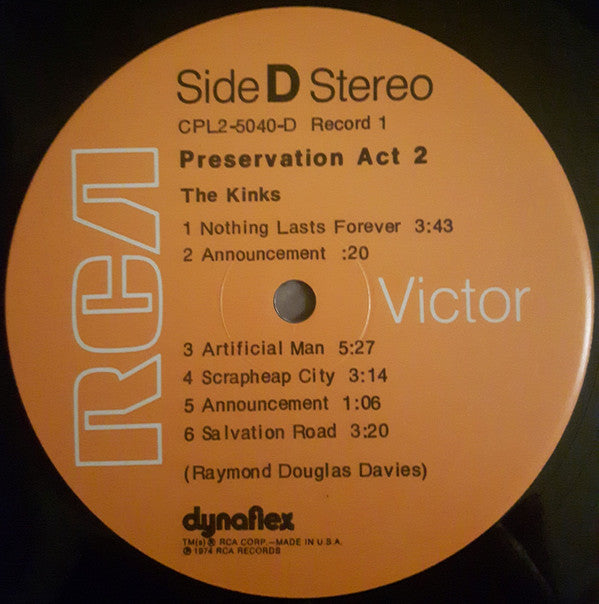 Side D Stereo
CPL2-5040-D Record 1
Preservation Act 2
The Kinks
1 Nothing Lasts Forever 3:43
2 Announcement :20
RCA
Victor
3 Artificial Man 5:27
4 Scrapheap City 3:14
5 Announcement 1:06
6 Salvation Road 3:20
(Raymond Douglas Davies)
dynaflex
TM(s) ® RCA CORP.—MADE IN U.S.A.
℗ 1974 RCA RECORDS